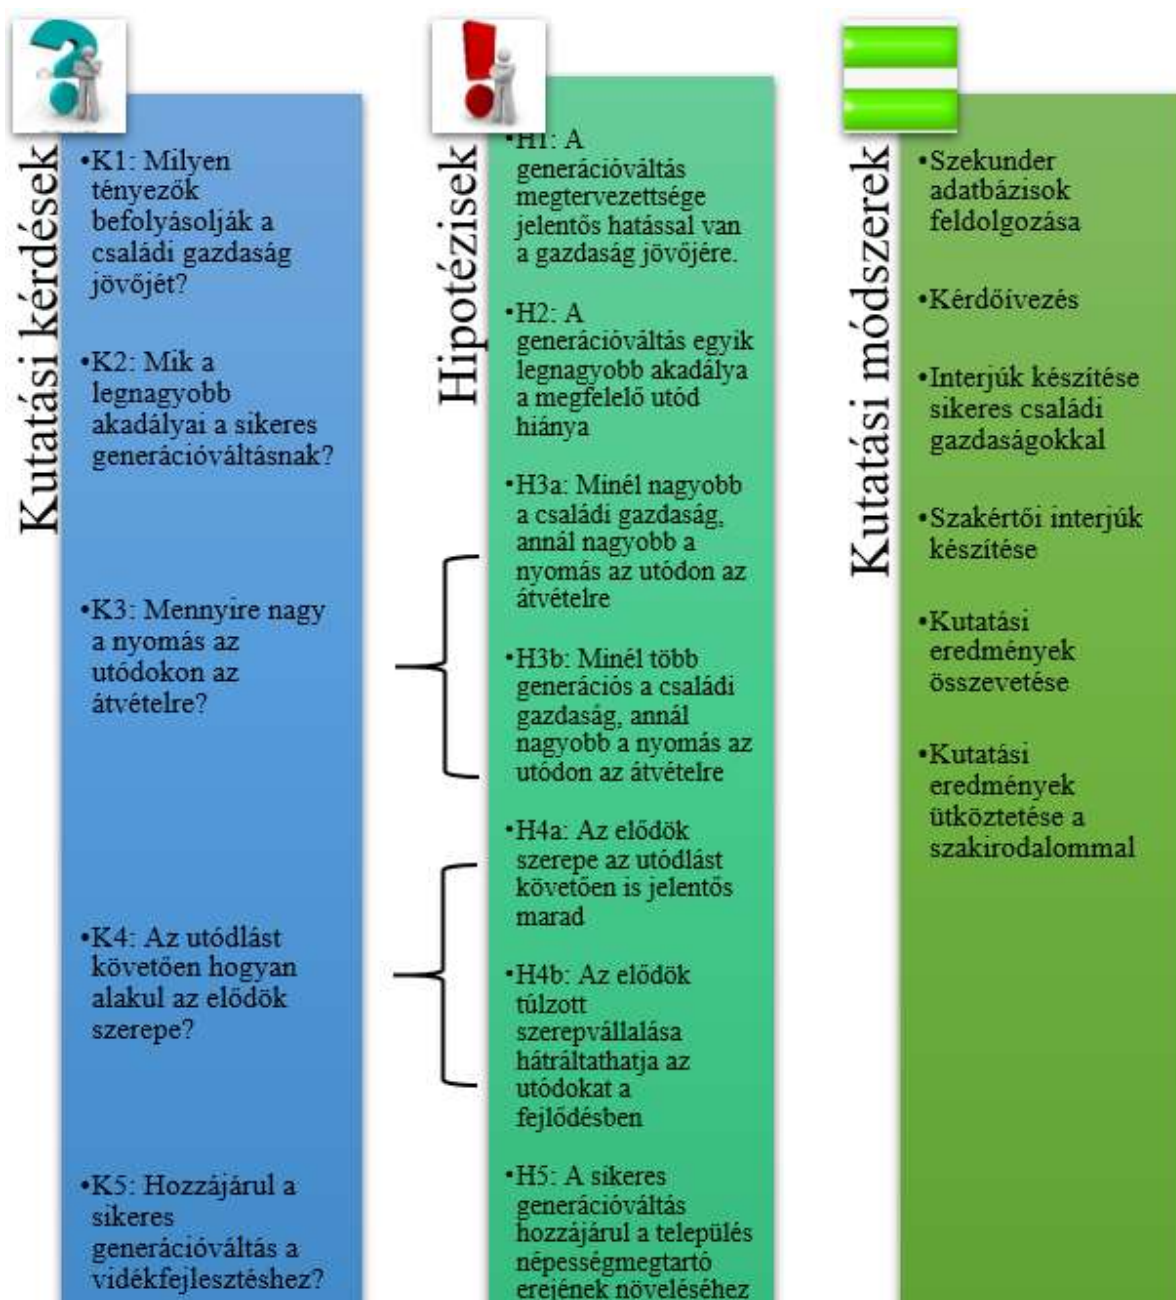 Kutatási kérdések
•K1: Milyen
tényezők
befolyásolják a
családi gazdaság
jövőjét?
•K2: Mik a
legnagyobb
akadályai a sikeres
generációváltásnak?
•K3: Mennyire nagy
a nyomás az
utódokon az
átvételre?
•K4: Az utódlást
követően hogyan
alakul az elődök
szerepe?
•K5: Hozzájárul a
sikeres
generációváltás a
vidékfejlesztéshez?
Hipotézisek
•H1: A
generációváltás
megtervezettsége
jelentős hatással van
a gazdaság jövőjére.
•H2: A
generációváltás egyik
legnagyobb akadálya
a megfelelő utód
hiánya
•H3a: Minél nagyobb
a családi gazdaság,
annál nagyobb a
nyomás az utódon az
átvételre
•H3b: Minél több
generációs a családi
gazdaság, annál
nagyobb a nyomás az
utódon az átvételre
•H4a: Az elődök
szerepe az utódlást
követően is jelentős
marad
•H4b: Az elődök
túlzott
szerepvállalása
hátráltathatja az
utódokat a
fejlődésben
•H5: A sikeres
generációváltás
hozzájárul a település
népességmegtartó
erejének növeléséhez
Kutatási módszerek
•Szekunder
adatbázisok
feldolgozása
•Kérdőívezés
•Interjúk készítése
sikeres családi
gazdaságokkal
•Szakértői interjúk
készítése
•Kutatási
eredmények
összevetése
•Kutatási
eredmények
ütköztetése a
szakirodalommal